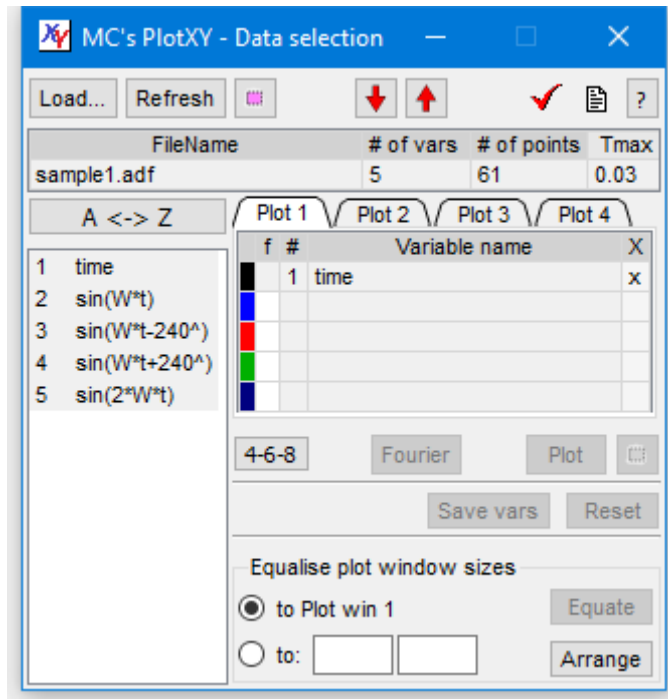 MC's PlotXY - Data selection
Load... Refresh ?
FileName # of vars # of points Tmax
sample1.adf 5 61 0.03
A <-> Z
Plot 1 Plot 2 Plot 3 Plot 4
f # Variable name X
1 time x
1 time
2 sin(W*t)
3 sin(W*t-240^)
4 sin(W*t+240^)
5 sin(2*W*t)
4-6-8 Fourier Plot
Save vars Reset
Equalise plot window sizes
to Plot win 1 Equate
to: Arrange